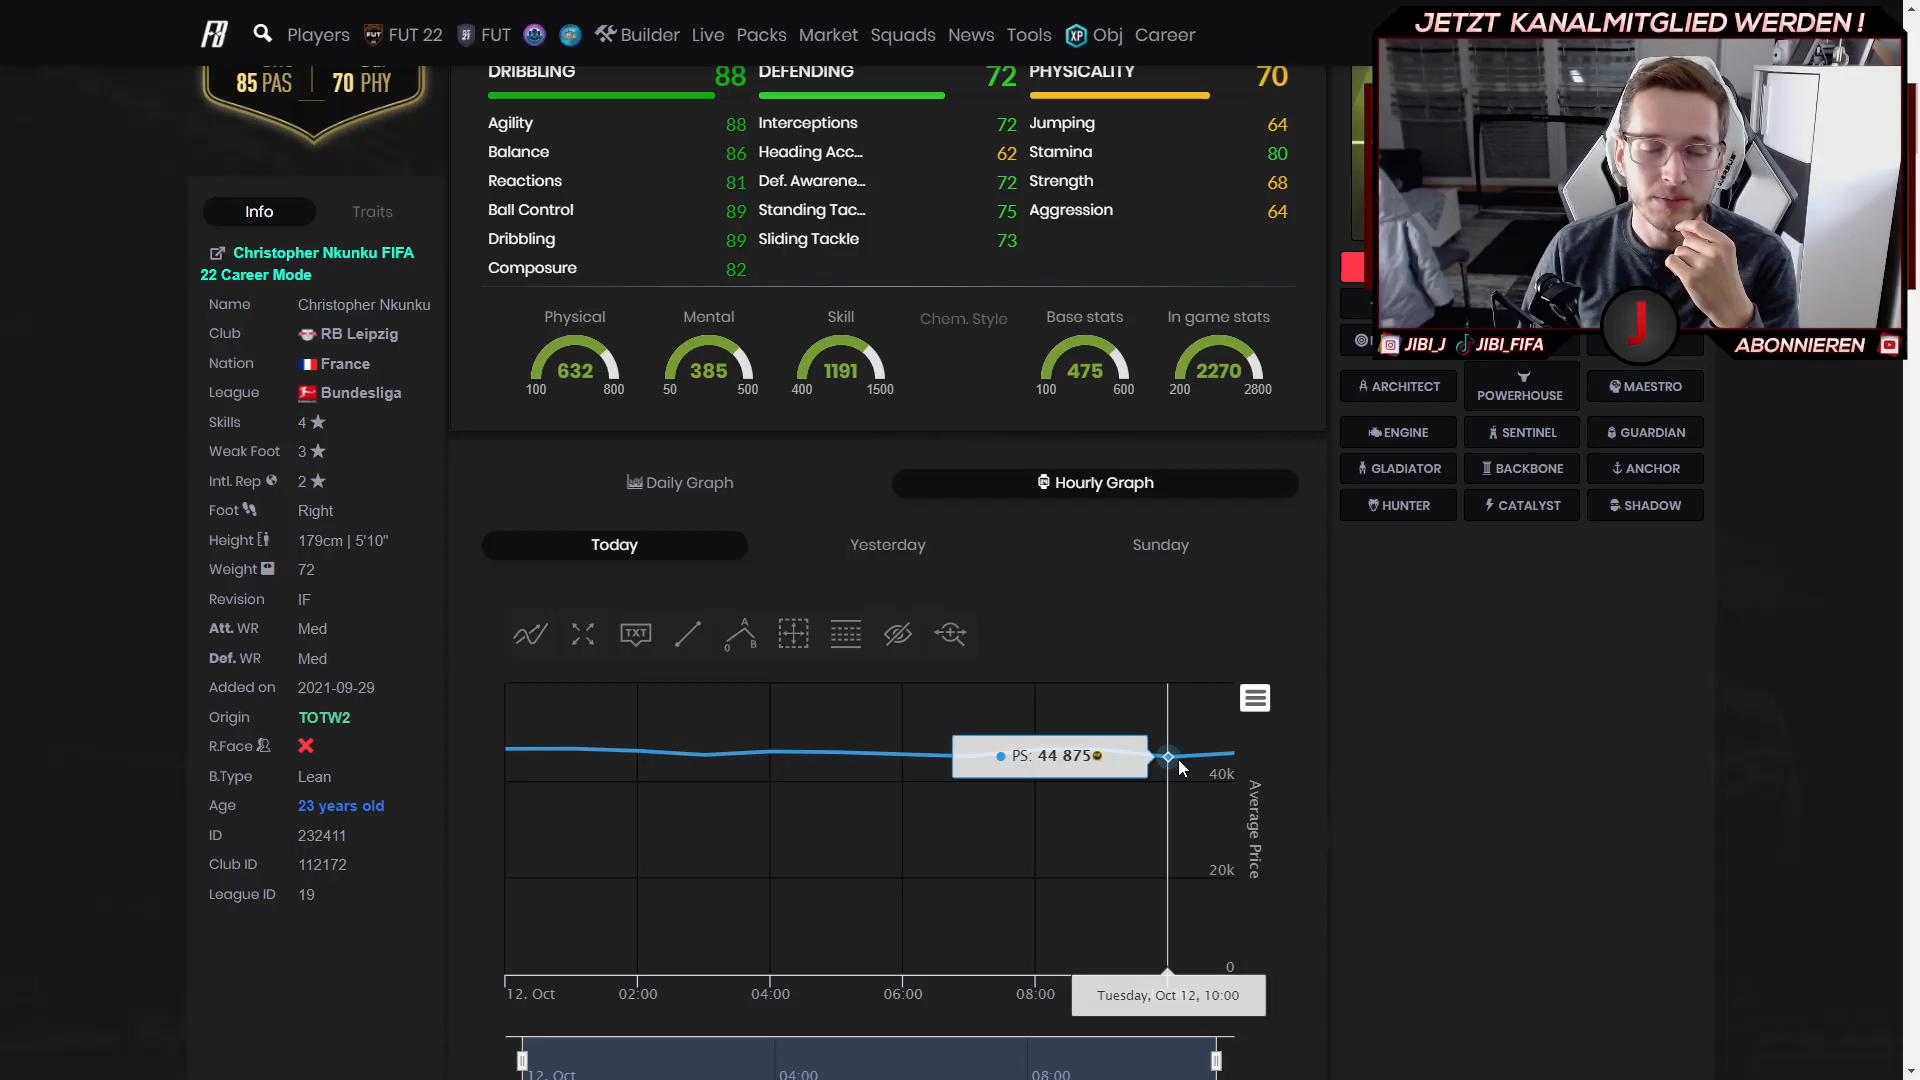 Players FUT 22 FUT Builder Live Packs Market Squads News Tools Obj Career
JETZT KANALMITGLIED WERDEN !
85 PAS 70 PHY
DRIBBLING 88 DEFENDING 72 PHYSICALITY 70
Agility 88 Interceptions 72 Jumping 64
Balance 86 Heading Acc... 62 Stamina 80
Reactions 81 Def. Awarene... 72 Strength 68
Ball Control 89 Standing Tac... 75 Aggression 64
Dribbling 89 Sliding Tackle 73
Composure 82
Info Traits
Christopher Nkunku FIFA
22 Career Mode
Name Christopher Nkunku
Club RB Leipzig
Nation France
League Bundesliga
Skills 4
Weak Foot 3
Intl. Rep 2
Foot Right
Height 179cm | 5'10"
Weight 72
Revision IF
Att. WR Med
Def. WR Med
Added on 2021-09-29
Origin TOTW2
R.Face
B.Type Lean
Age 23 years old
ID 232411
Club ID 112172
League ID 19
Physical Mental Skill Chem. Style Base stats In game stats
632 385 1191 475 2270
100 800 50 500 400 1500 100 600 200 2800
J
JIBI_J JIBI_FIFA ABONNIEREN
ARCHITECT POWERHOUSE MAESTRO
ENGINE SENTINEL GUARDIAN
GLADIATOR BACKBONE ANCHOR
HUNTER CATALYST SHADOW
Daily Graph Hourly Graph
Today Yesterday Sunday
TXT A 0 B
PS: 44 875
40k
20k
0
Average Price
12. Oct 02:00 04:00 06:00 08:00
Tuesday, Oct 12, 10:00
12. Oct 04:00 08:00